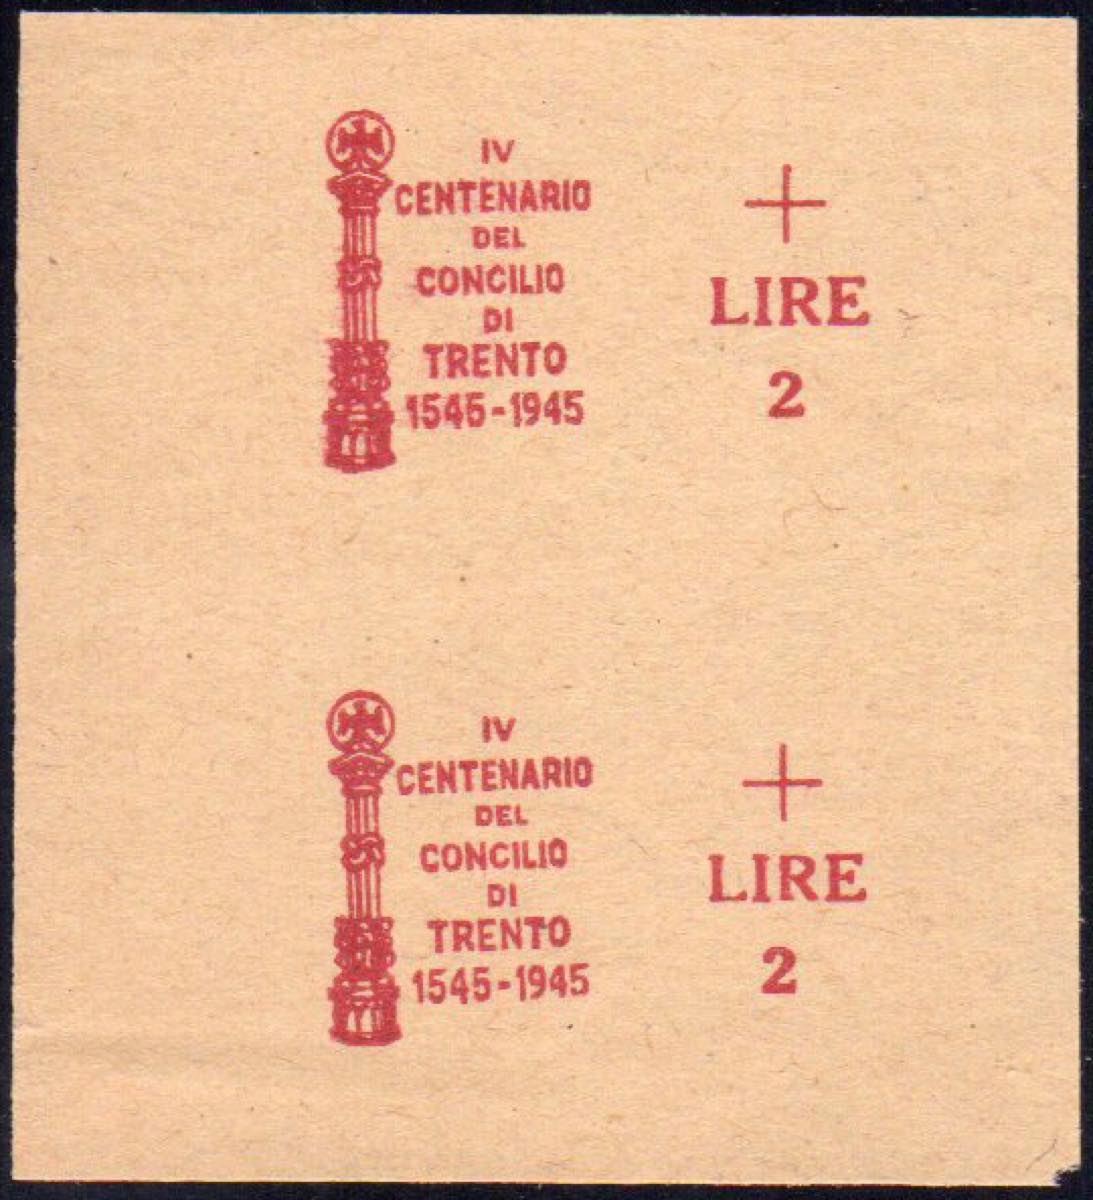 IV
CENTENARIO
DEL
CONCILIO
DI
TRENTO
1545-1945
+
LIRE
2
IV
CENTENARIO
DEL
CONCILIO
DI
TRENTO
1545-1945
+
LIRE
2